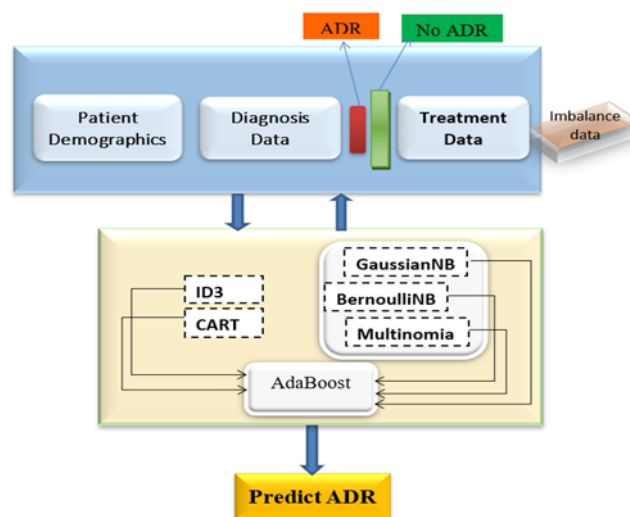 ADR
No ADR
Patient
Demographics
Diagnosis
Data
Treatment
Data
Imbalance
data
GaussianNB
BernoulliNB
Multinomia
ID3
CART
AdaBoost
Predict ADR